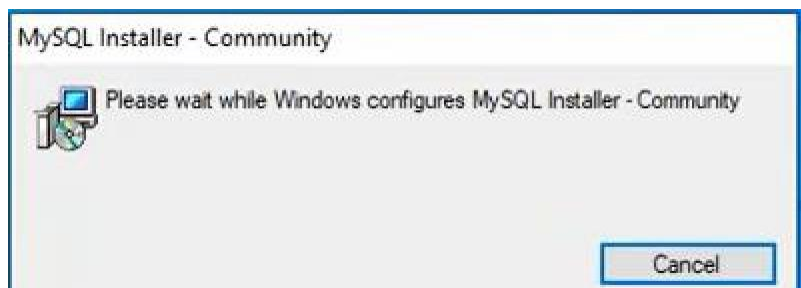 MySQL Installer - Community
Please wait while Windows configures MySQL Installer - Community
Cancel